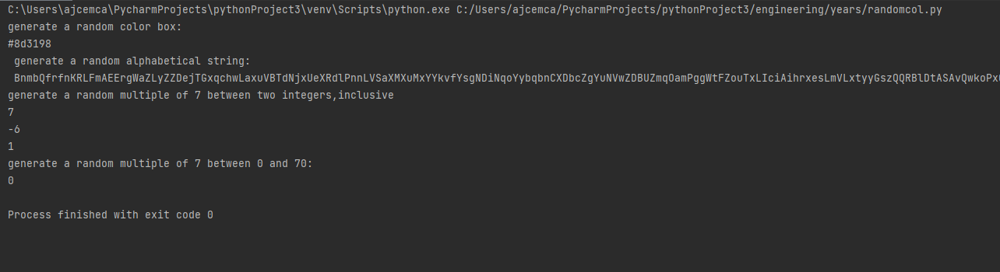 C:\Users\ajcemca\PycharmProjects\pythonProject3\venv\Scripts\python.exe C:/Users/ajcemca/PycharmProjects/pythonProject3/engineering/years/randomcol.py
generate a random color box:
#8d3198
generate a random alphabetical string:
BnmbQfrfnKRLFmAEErgWaZLyZZDejTGxqchwLaxuVBTdNjxUeXRdlPnnLVSaXMXuMxYYkvfYsgNDiNqoYybqbnCXDbcZgYuNVwZDBUZmqOamPggWtFZouTxLIciAihrxesLmVLxtyyGszQQRBlDtASAvQwkoPx
generate a random multiple of 7 between two integers,inclusive
7
-6
1
generate a random multiple of 7 between 0 and 70:
0
Process finished with exit code 0